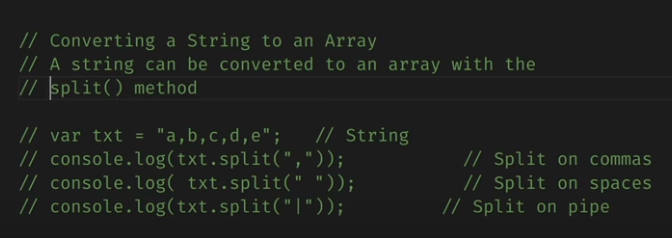 // Converting a String to an Array
// A string can be converted to an array with the
// split() method
// var txt = "a,b,c,d,e";   // String
// console.log(txt.split(","));            // Split on commas
// console.log( txt.split(" "));           // Split on spaces
// console.log(txt.split("|"));          // Split on pipe